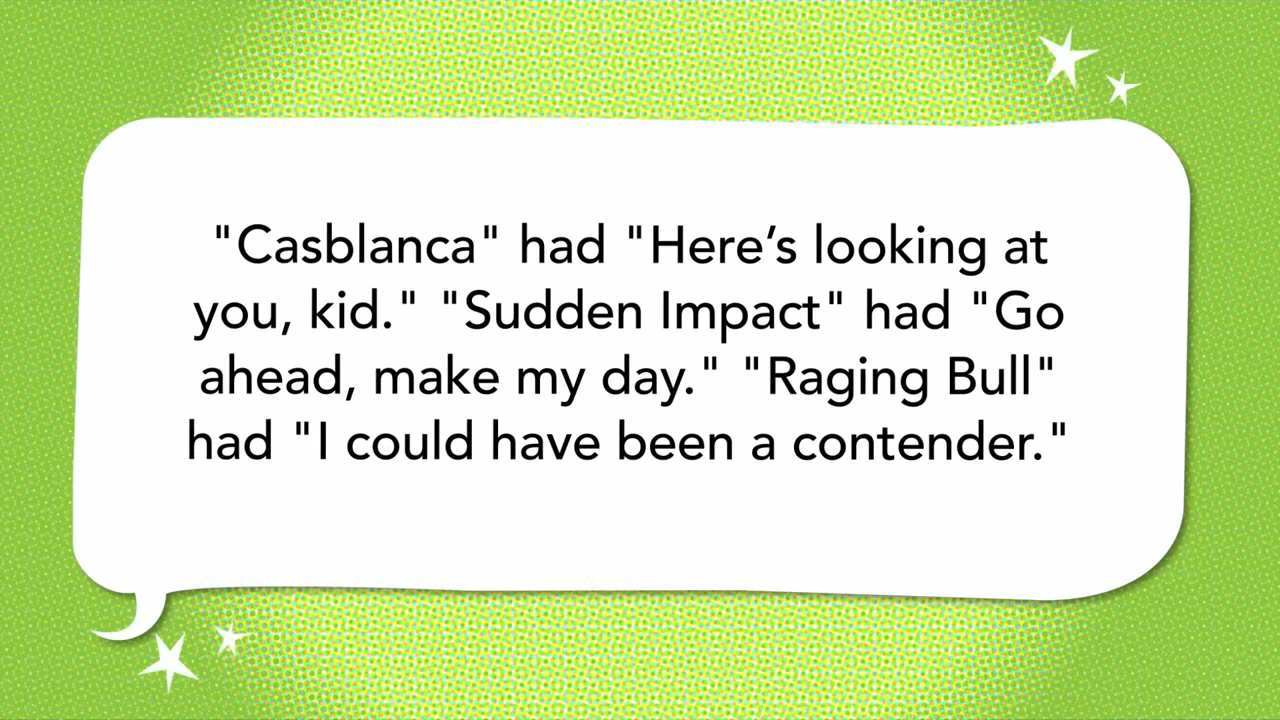 "Casblanca" had "Here’s looking at
you, kid." "Sudden Impact" had "Go
ahead, make my day." "Raging Bull"
had "I could have been a contender."